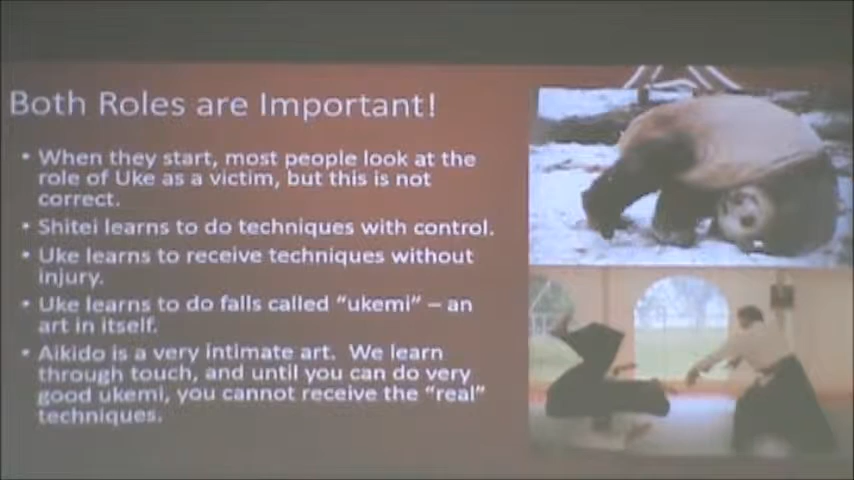 Both Roles are Important!
• When they start, most people look at the
role of Uke as a victim, but this is not
correct.
• Shitei learns to do techniques with control.
• Uke learns to receive techniques without
injury.
• Uke learns to do falls called “ukemi” – an
art in itself.
• Aikido is a very intimate art. We learn
through touch, and until you can do very
good ukemi, you cannot receive the “real”
techniques.